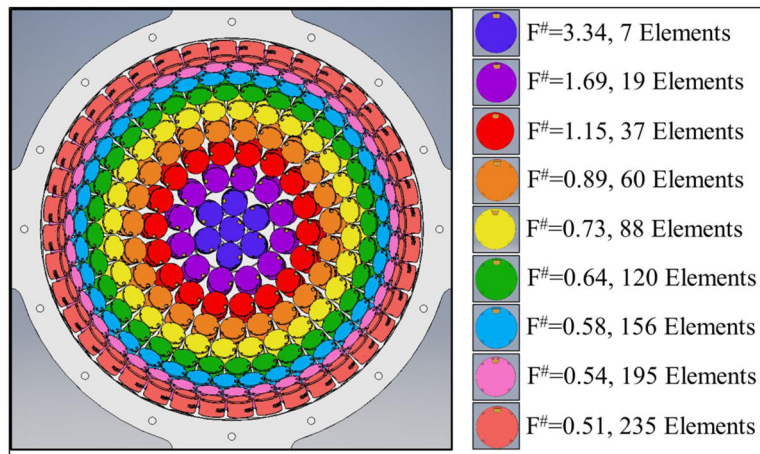 F#=3.34, 7 Elements
F#=1.69, 19 Elements
F#=1.15, 37 Elements
F#=0.89, 60 Elements
F#=0.73, 88 Elements
F#=0.64, 120 Elements
F#=0.58, 156 Elements
F#=0.54, 195 Elements
F#=0.51, 235 Elements